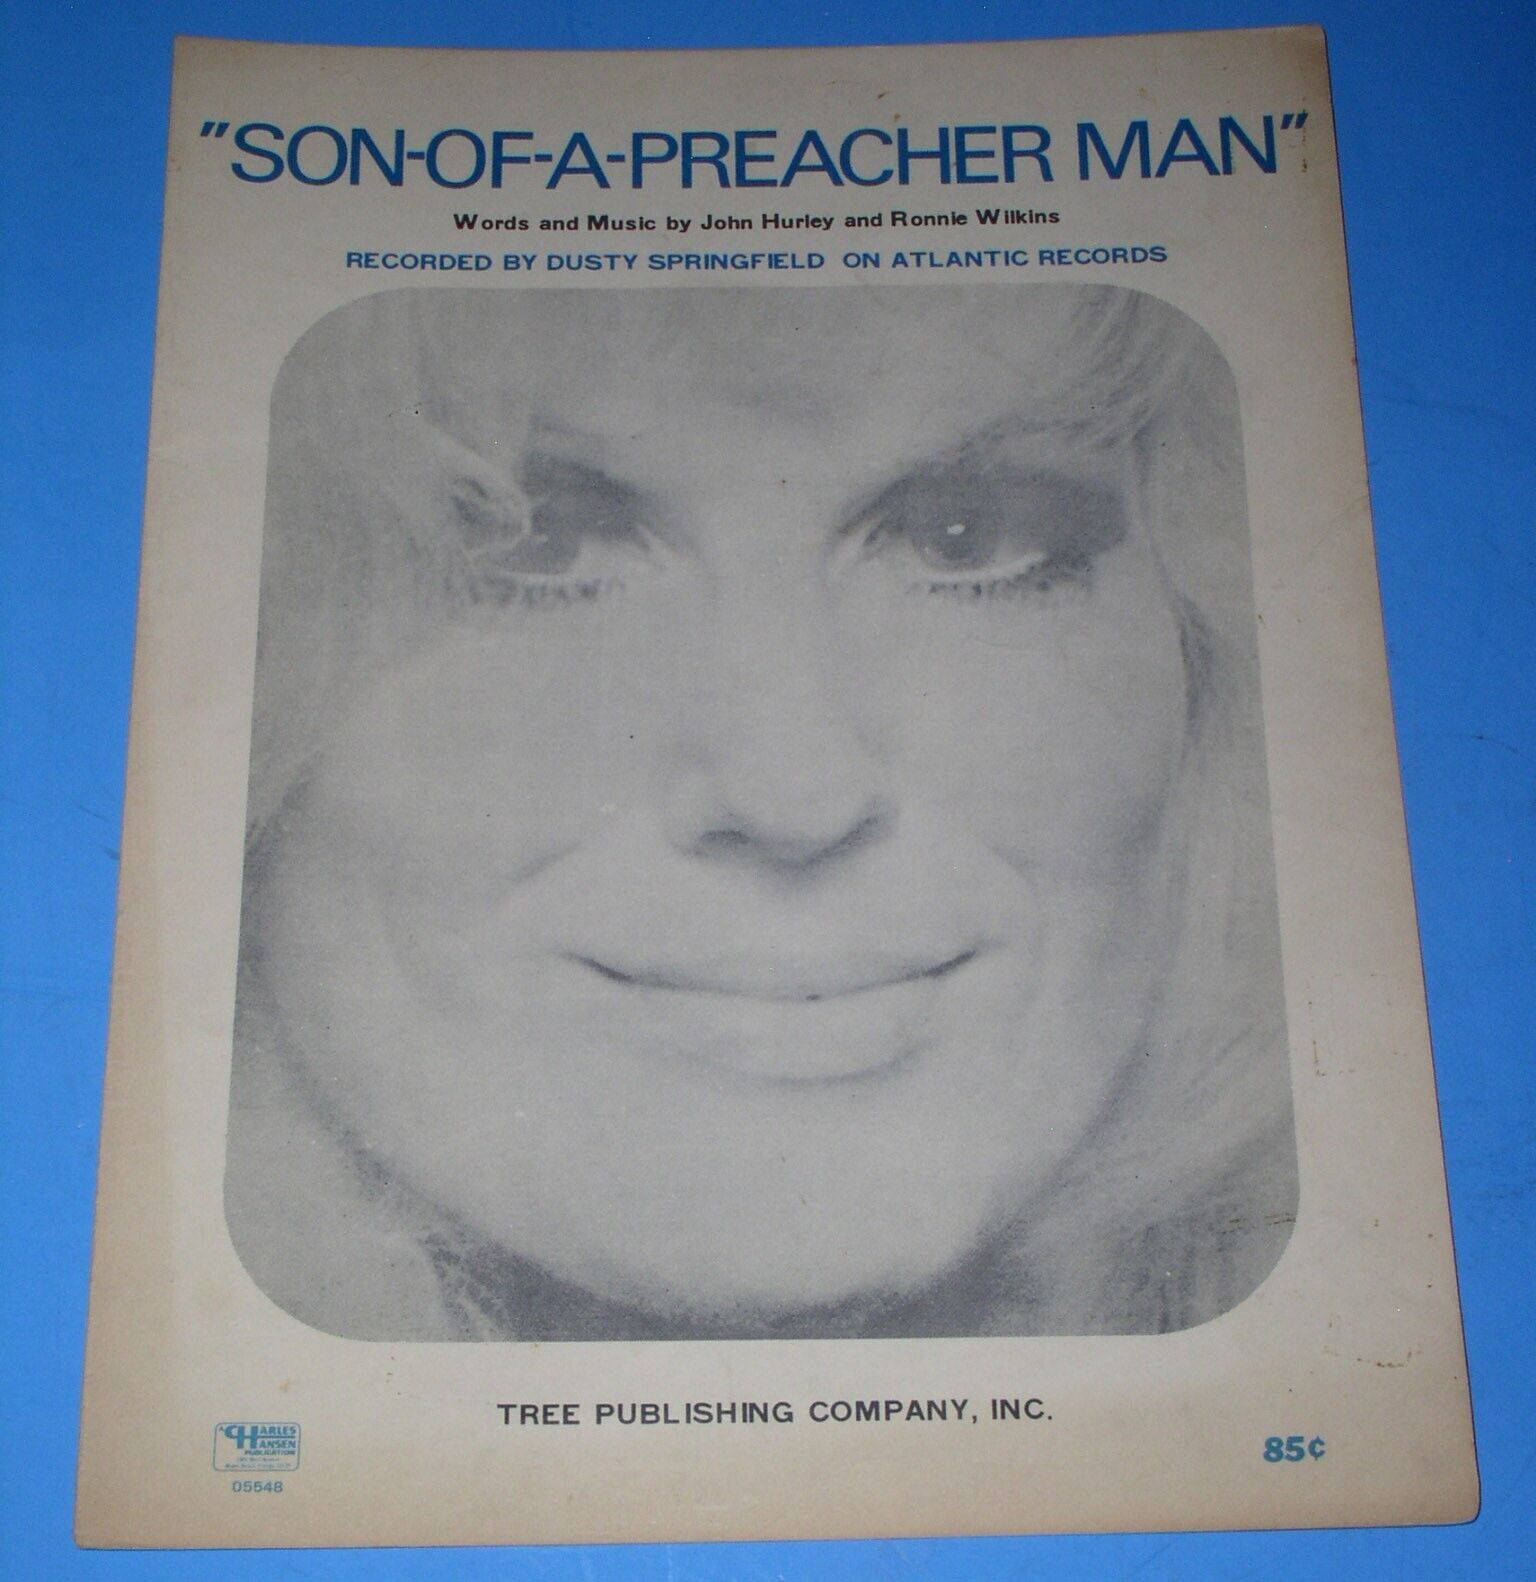 "SON-OF-A-PREACHER MAN"
Words and Music by John Hurley and Ronnie Wilkins
RECORDED BY DUSTY SPRINGFIELD ON ATLANTIC RECORDS
TREE PUBLISHING COMPANY, INC.
A CHARLES
HANSEN
PUBLICATION
05548
85¢